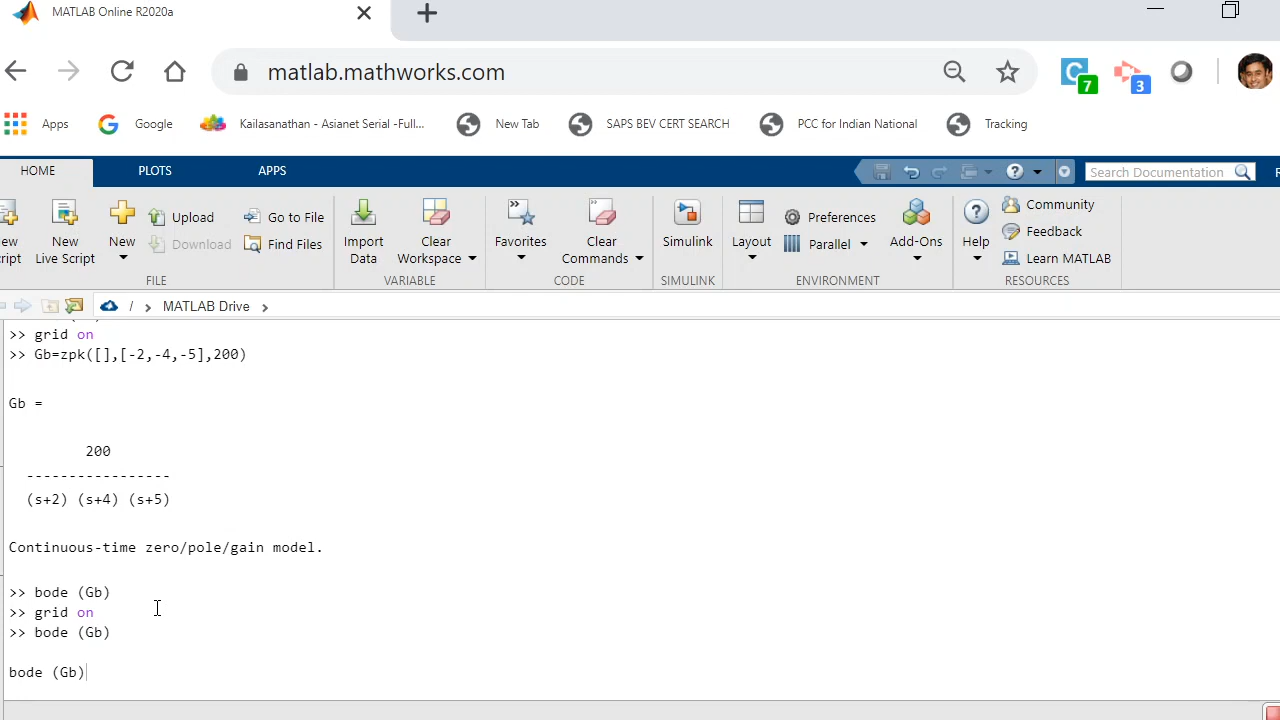 MATLAB Online R2020a
matlab.mathworks.com
7
3
Apps
Google
Kailasanathan - Asianet Serial -Full...
New Tab
SAPS BEV CERT SEARCH
PCG for Indian National
Tracking
HOME
PLOTS
APPS
Search Documentation
New
Live Script
New
Upload
Download
Go to File
Find Files
Import
Data
Clear
Workspace
Favorites
Clear
Commands
Simulink
Layout
Preferences
Parallel
Add-Ons
Help
Community
Feedback
Learn MATLAB
FILE
VARIABLE
CODE
SIMULINK
ENVIRONMENT
RESOURCES
/ › MATLAB Drive ›
>> grid on
>> Gb=zpk([],[-2,-4,-5],200)
Gb =
200
-----------------
(s+2) (s+4) (s+5)
Continuous-time zero/pole/gain model.
>> bode (Gb)
>> grid on
>> bode (Gb)
bode (Gb)